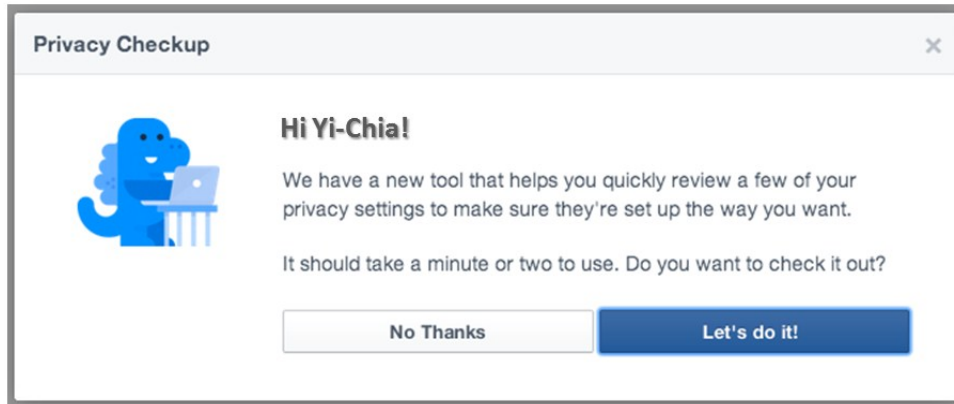 Privacy Checkup
×
Hi Yi-Chia!
We have a new tool that helps you quickly review a few of your
privacy settings to make sure they're set up the way you want.
It should take a minute or two to use. Do you want to check it out?
No Thanks
Let's do it!